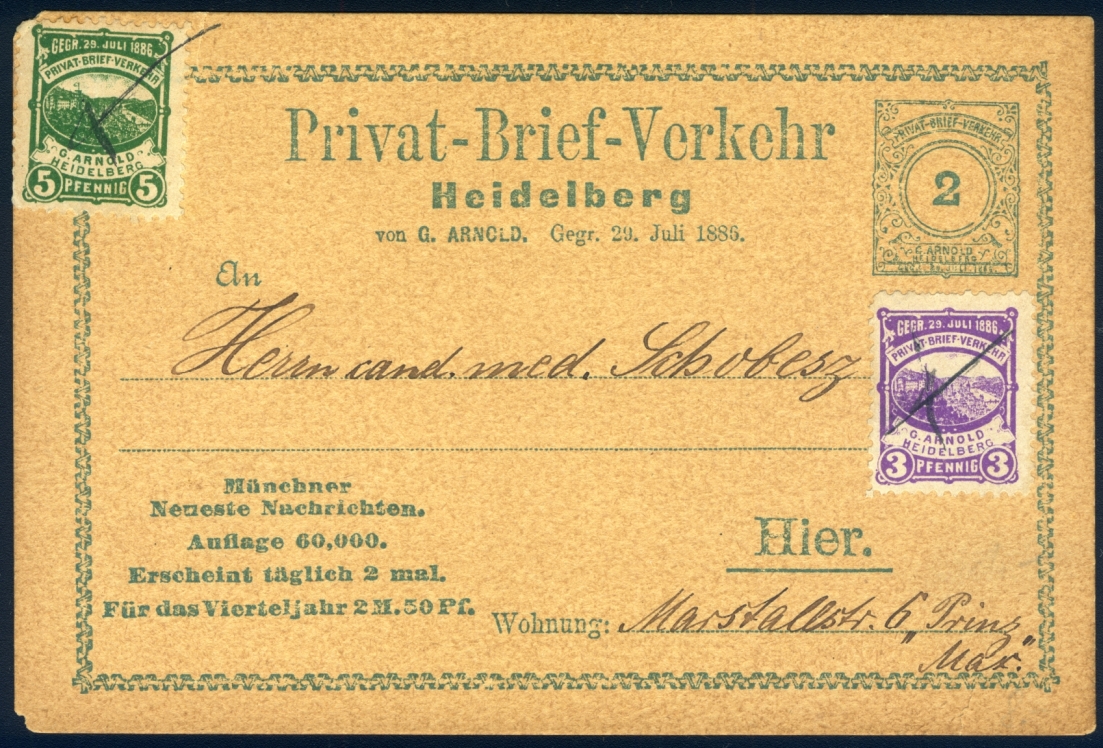 GEGR. 29. JULI 1886.
PRIVAT-BRIEF-VERKEHR
G. ARNOLD
HEIDELBERG
5 PFENNIG 5
Privat-Brief-Verkehr
Heidelberg
von G. ARNOLD. Gegr. 29. Juli 1886.
PRIVAT-BRIEF-VERKEHR
2
G. ARNOLD
HEIDELBERG
An
Herrn cand. med. Schobesz
GEGR. 29. JULI 1886.
PRIVAT-BRIEF-VERKEHR
G. ARNOLD
HEIDELBERG
3 PFENNIG 3
Münchner
Neueste Nachrichten.
Auflage 60,000.
Erscheint täglich 2 mal.
Für das Vierteljahr 2 M. 50 Pf.
Hier.
Wohnung: Marstallstr. 6 „Prinz
Max."